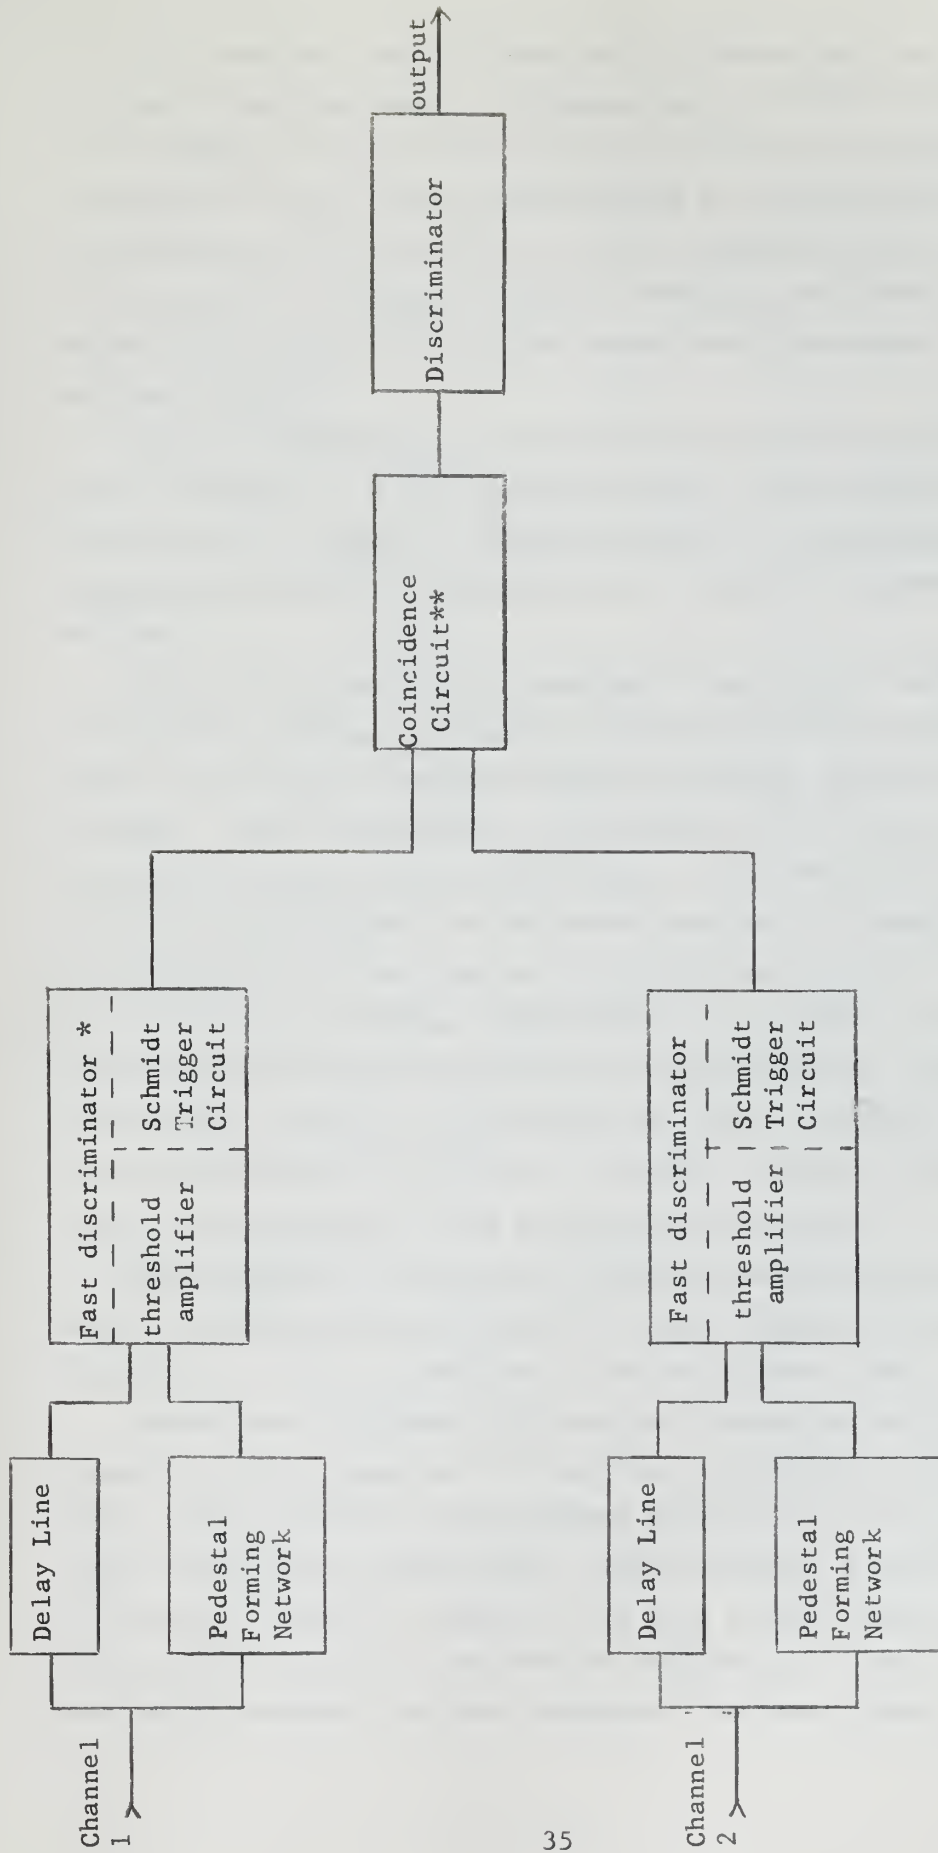 Channel
1
Delay Line
Pedestal
Forming
Network
Fast discriminator *
threshold
amplifier
Schmidt
Trigger
Circuit
Channel
2
Delay Line
Pedestal
Forming
Network
Fast discriminator
threshold
amplifier
Schmidt
Trigger
Circuit
Coincidence
Circuit**
Discriminator
output
35